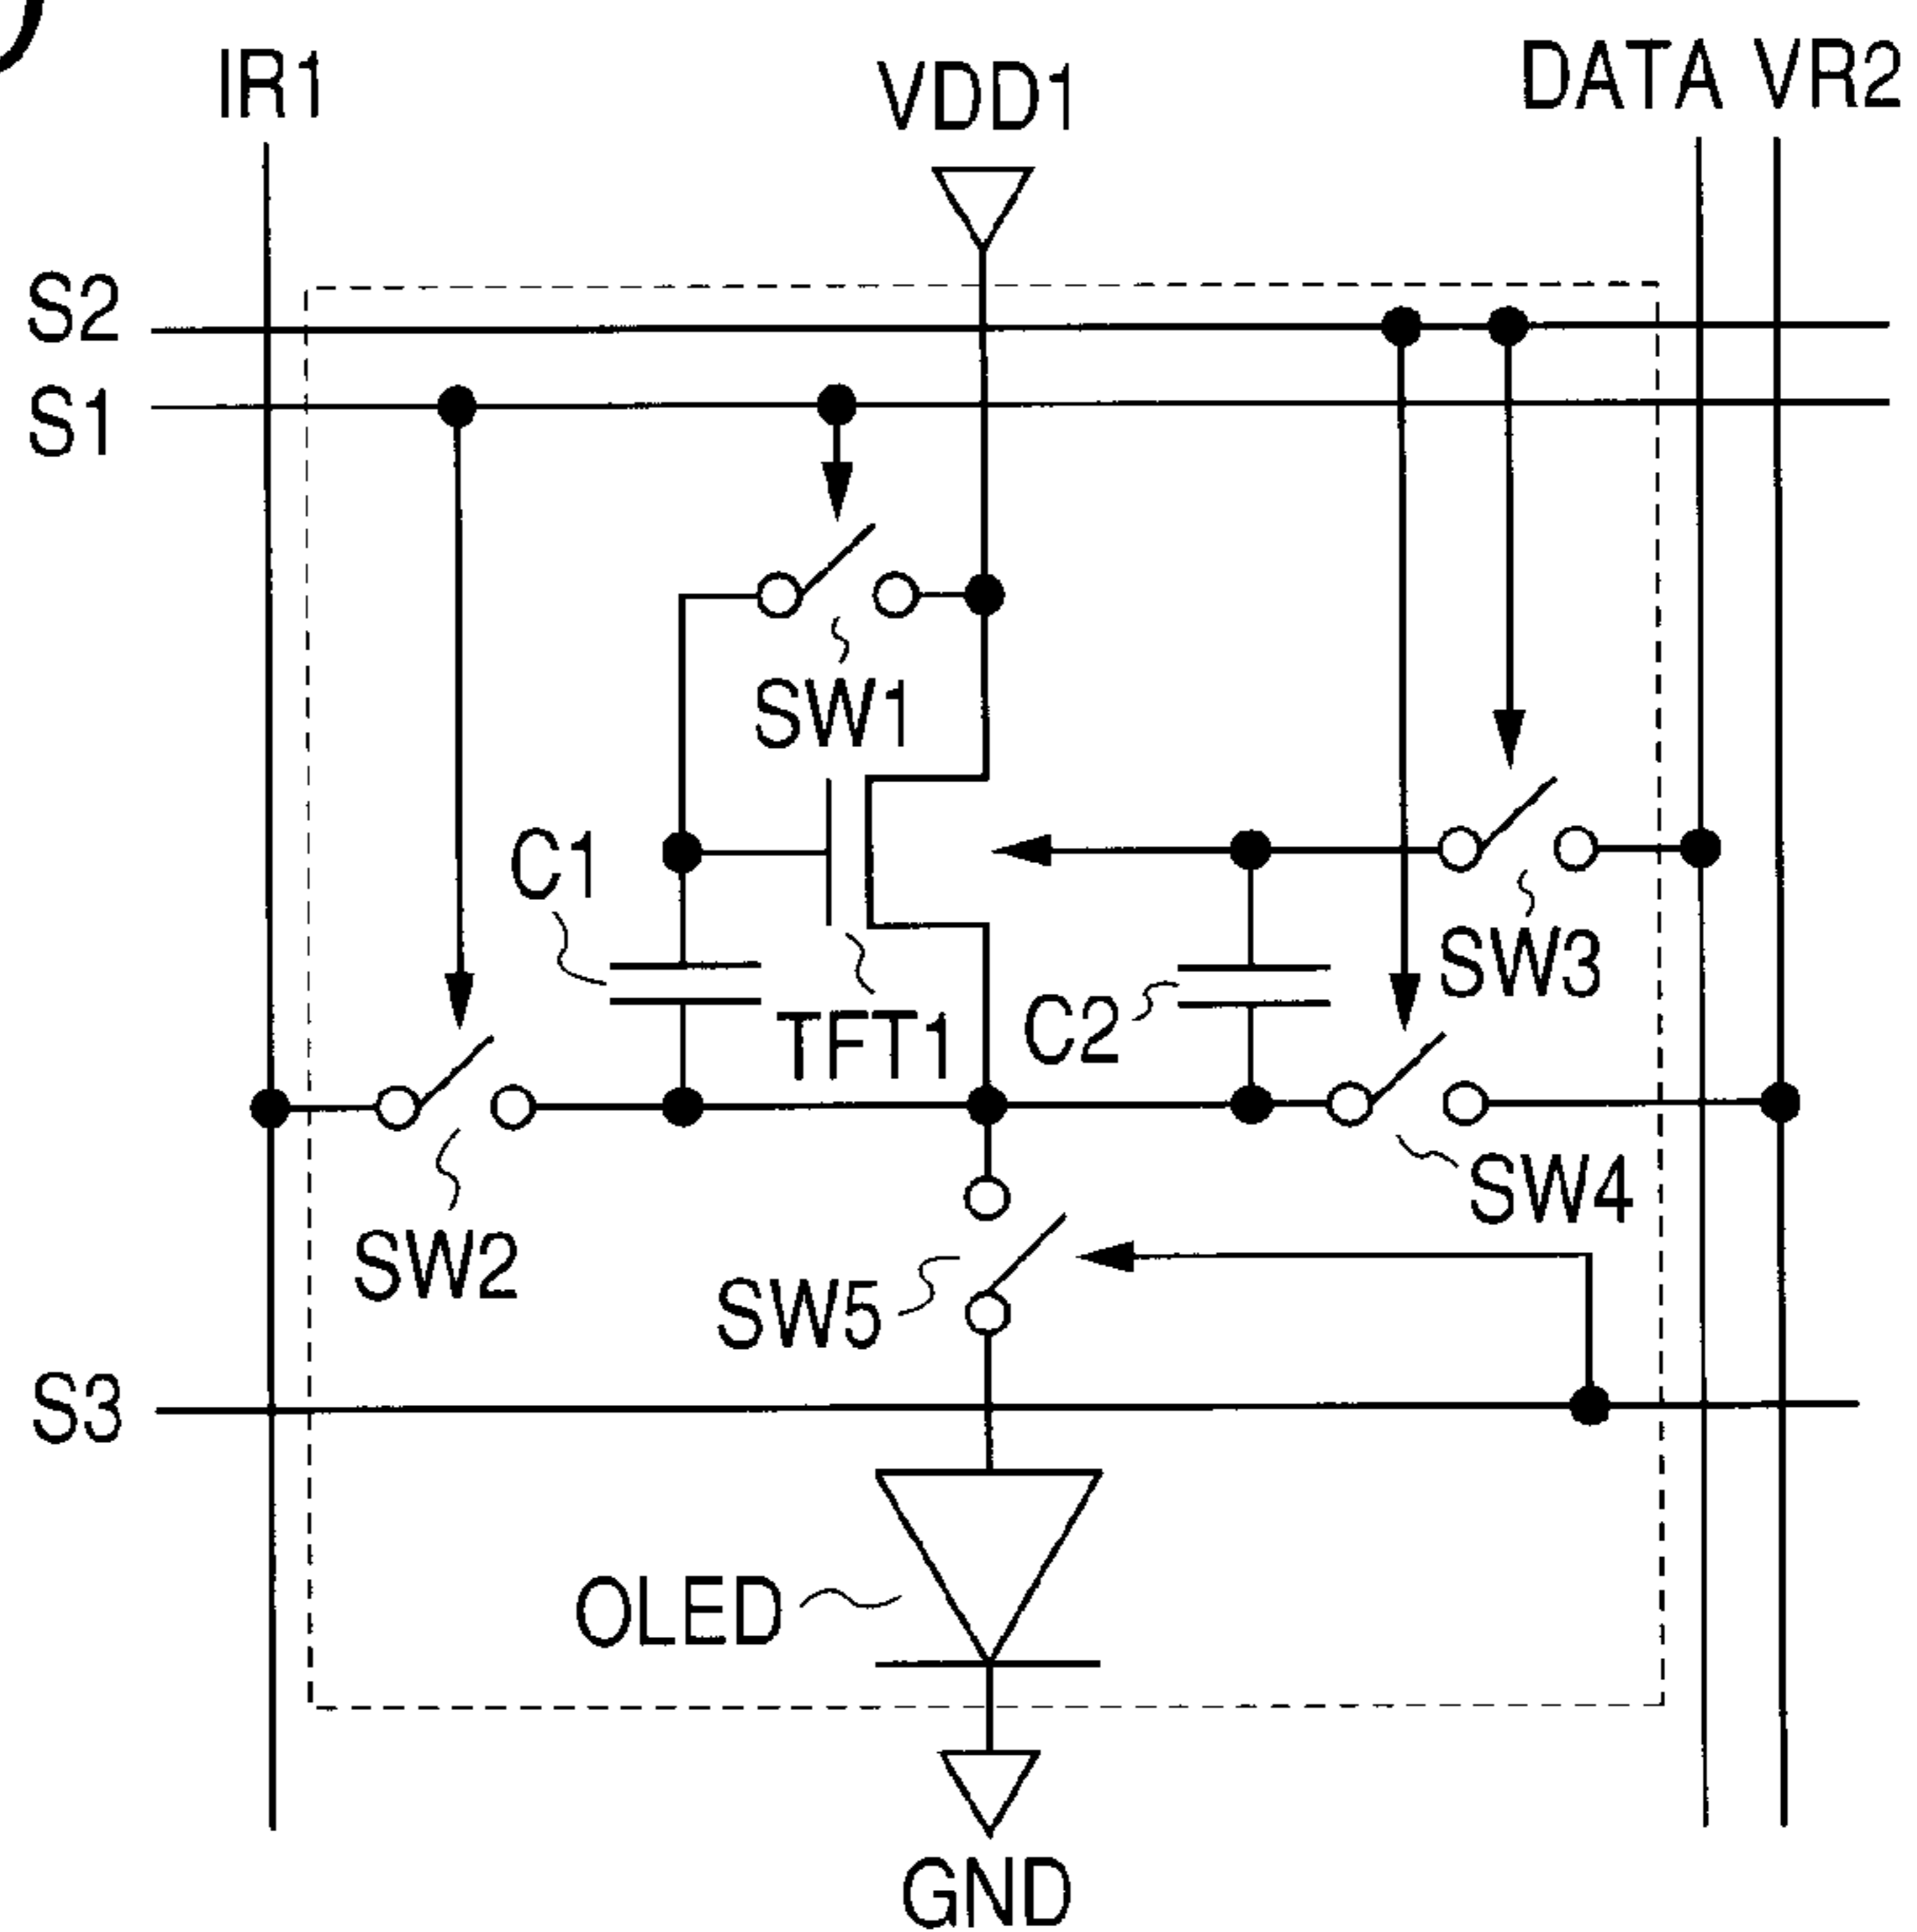 IR1
VDD1
DATA VR2
S2
S1
SW1
C1
SW3
C2
TFT1
SW4
SW2
SW5
S3
OLED
GND